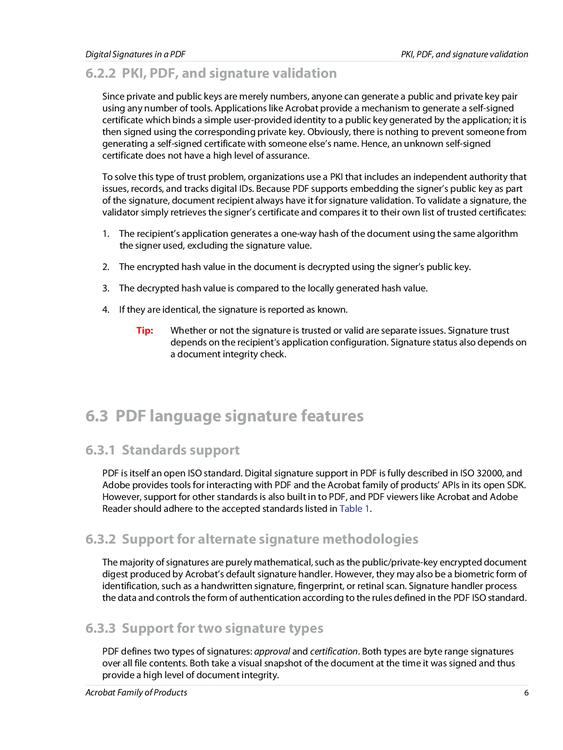 Digital Signatures in a PDF PKI, PDF, and signature validation
6.2.2 PKI, PDF, and signature validation
Since private and public keys are merely numbers, anyone can generate a public and private key pair
using any number of tools. Applications like Acrobat provide a mechanism to generate a self-signed
certificate which binds a simple user-provided identity to a public key generated by the application; it is
then signed using the corresponding private key. Obviously, there is nothing to prevent someone from
generating a self-signed certificate with someone else's name. Hence, an unknown self-signed
certificate does not have a high level of assurance.
To solve this type of trust problem, organizations use a PKI that includes an independent authority that
issues, records, and tracks digital IDs. Because PDF supports embedding the signer's public key as part
of the signature, document recipient always have it for signature validation. To validate a signature, the
validator simply retrieves the signer's certificate and compares it to their own list of trusted certificates:
1. The recipient's application generates a one-way hash of the document using the same algorithm
the signer used, excluding the signature value.
2. The encrypted hash value in the document is decrypted using the signer's public key.
3. The decrypted hash value is compared to the locally generated hash value.
4. If they are identical, the signature is reported as known.
Tip: Whether or not the signature is trusted or valid are separate issues. Signature trust
depends on the recipient's application configuration. Signature status also depends on
a document integrity check.
6.3 PDF language signature features
6.3.1 Standards support
PDF is itself an open ISO standard. Digital signature support in PDF is fully described in ISO 32000, and
Adobe provides tools for interacting with PDF and the Acrobat family of products' APIs in its open SDK.
However, support for other standards is also built in to PDF, and PDF viewers like Acrobat and Adobe
Reader should adhere to the accepted standards listed in Table 1.
6.3.2 Support for alternate signature methodologies
The majority of signatures are purely mathematical, such as the public/private-key encrypted document
digest produced by Acrobat's default signature handler. However, they may also be a biometric form of
identification, such as a handwritten signature, fingerprint, or retinal scan. Signature handler process
the data and controls the form of authentication according to the rules defined in the PDF ISO standard.
6.3.3 Support for two signature types
PDF defines two types of signatures: approval and certification. Both types are byte range signatures
over all file contents. Both take a visual snapshot of the document at the time it was signed and thus
provide a high level of document integrity.
Acrobat Family of Products 6